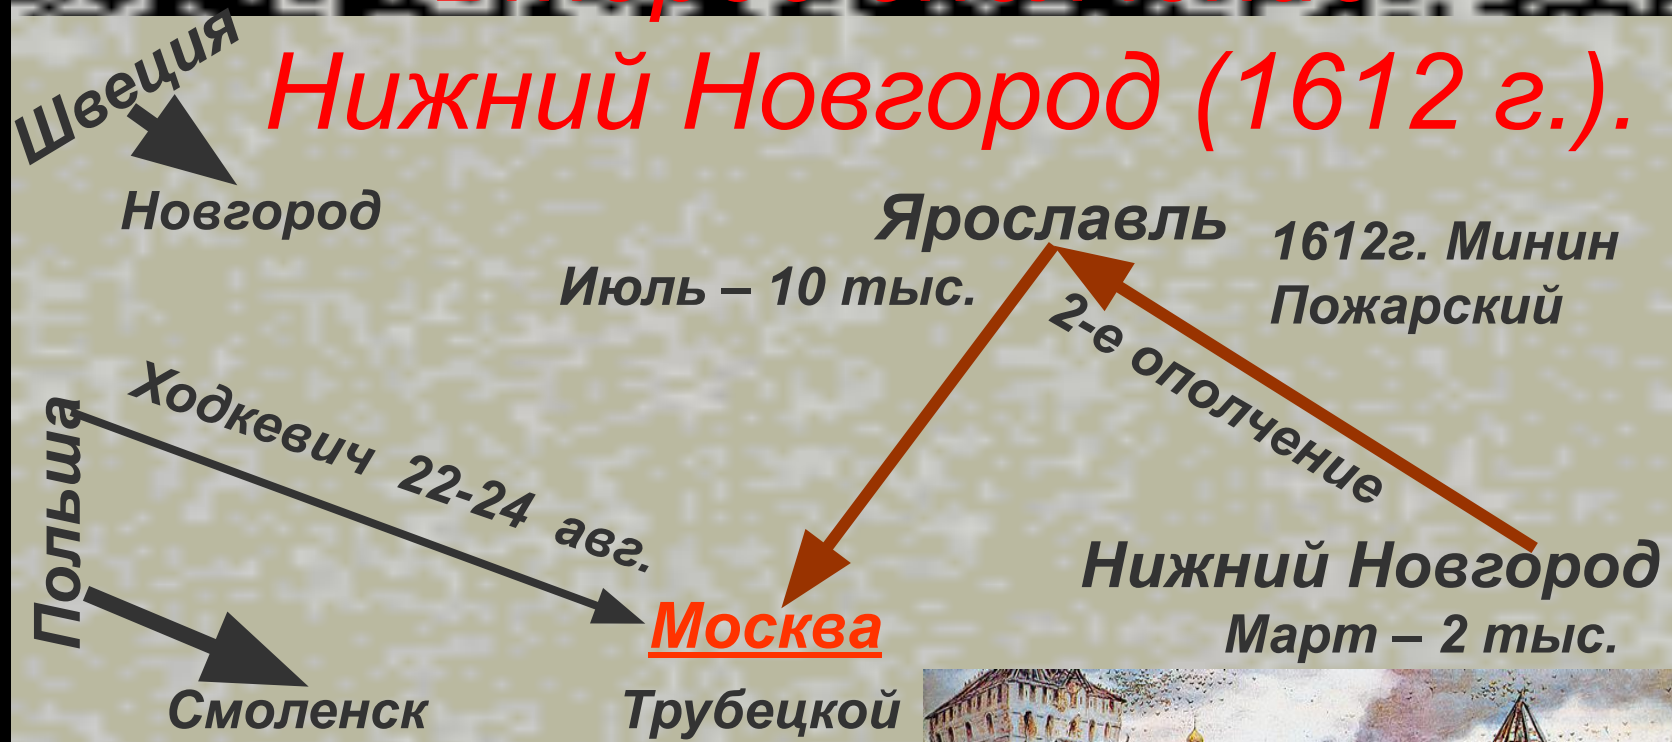 Нижний Новгород (1612 г.).
Швеция
Новгород
Ярославль
1612г. Минин
Пожарский
Июль – 10 тыс.
2-е ополчение
Ходкевич 22-24 авг.
Польша
Нижний Новгород
Март – 2 тыс.
Москва
Смоленск
Трубецкой